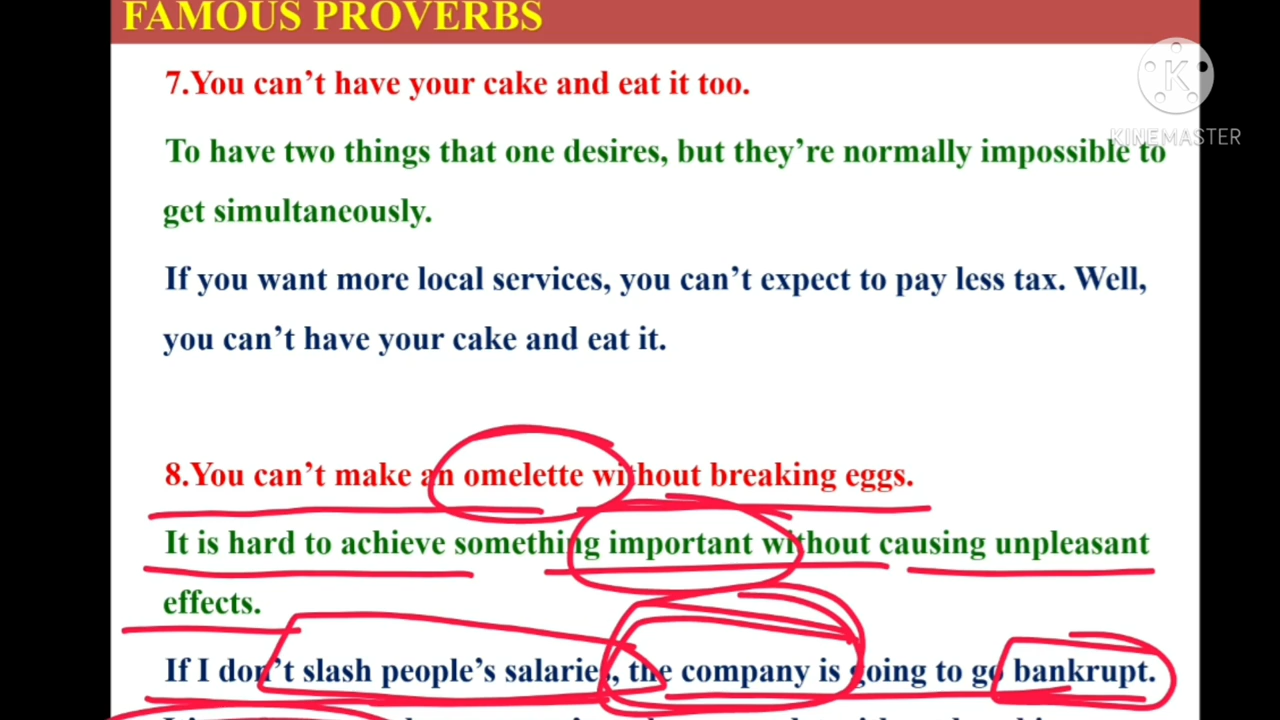 FAMOUS PROVERBS
K
KINEMASTER
7.You can't have your cake and eat it too.
To have two things that one desires, but they're normally impossible to
get simultaneously.
If you want more local services, you can't expect to pay less tax. Well,
you can't have your cake and eat it.
8.You can't make an omelette without breaking eggs.
It is hard to achieve something important without causing unpleasant
effects.
If I don't slash people's salaries, the company is going to go bankrupt.